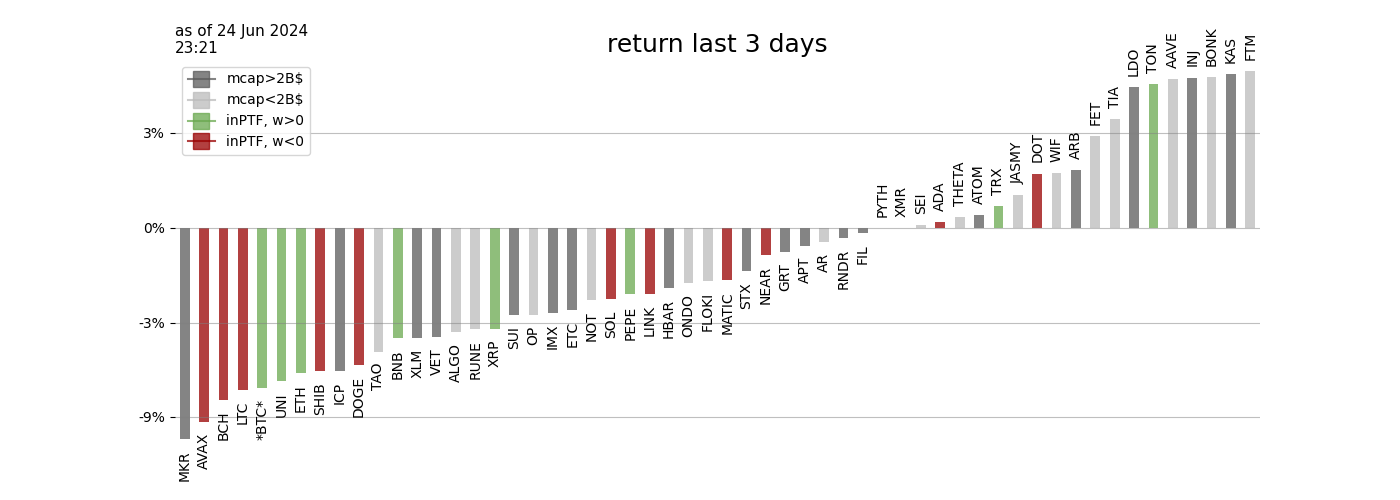 as of 24 Jun 2024
23:21
return last 3 days
mcap>2B$
mcap<2B$
inPTF, w>0
inPTF, w<0
3%
0%
-3%
-9%
MKR
AVAX
BCH
LTC
*BTC*
UNI
ETH
SHIB
ICP
DOGE
TAO
BNB
XLM
VET
ALGO
RUNE
XRP
SUI
OP
IMX
ETC
NOT
SOL
PEPE
LINK
HBAR
ONDO
FLOKI
MATIC
STX
NEAR
GRT
APT
AR
RNDR
FIL
PYTH
XMR
SEI
ADA
THETA
ATOM
TRX
JASMY
DOT
WIF
ARB
FET
TIA
LDO
TON
AAVE
INJ
BONK
KAS
FTM